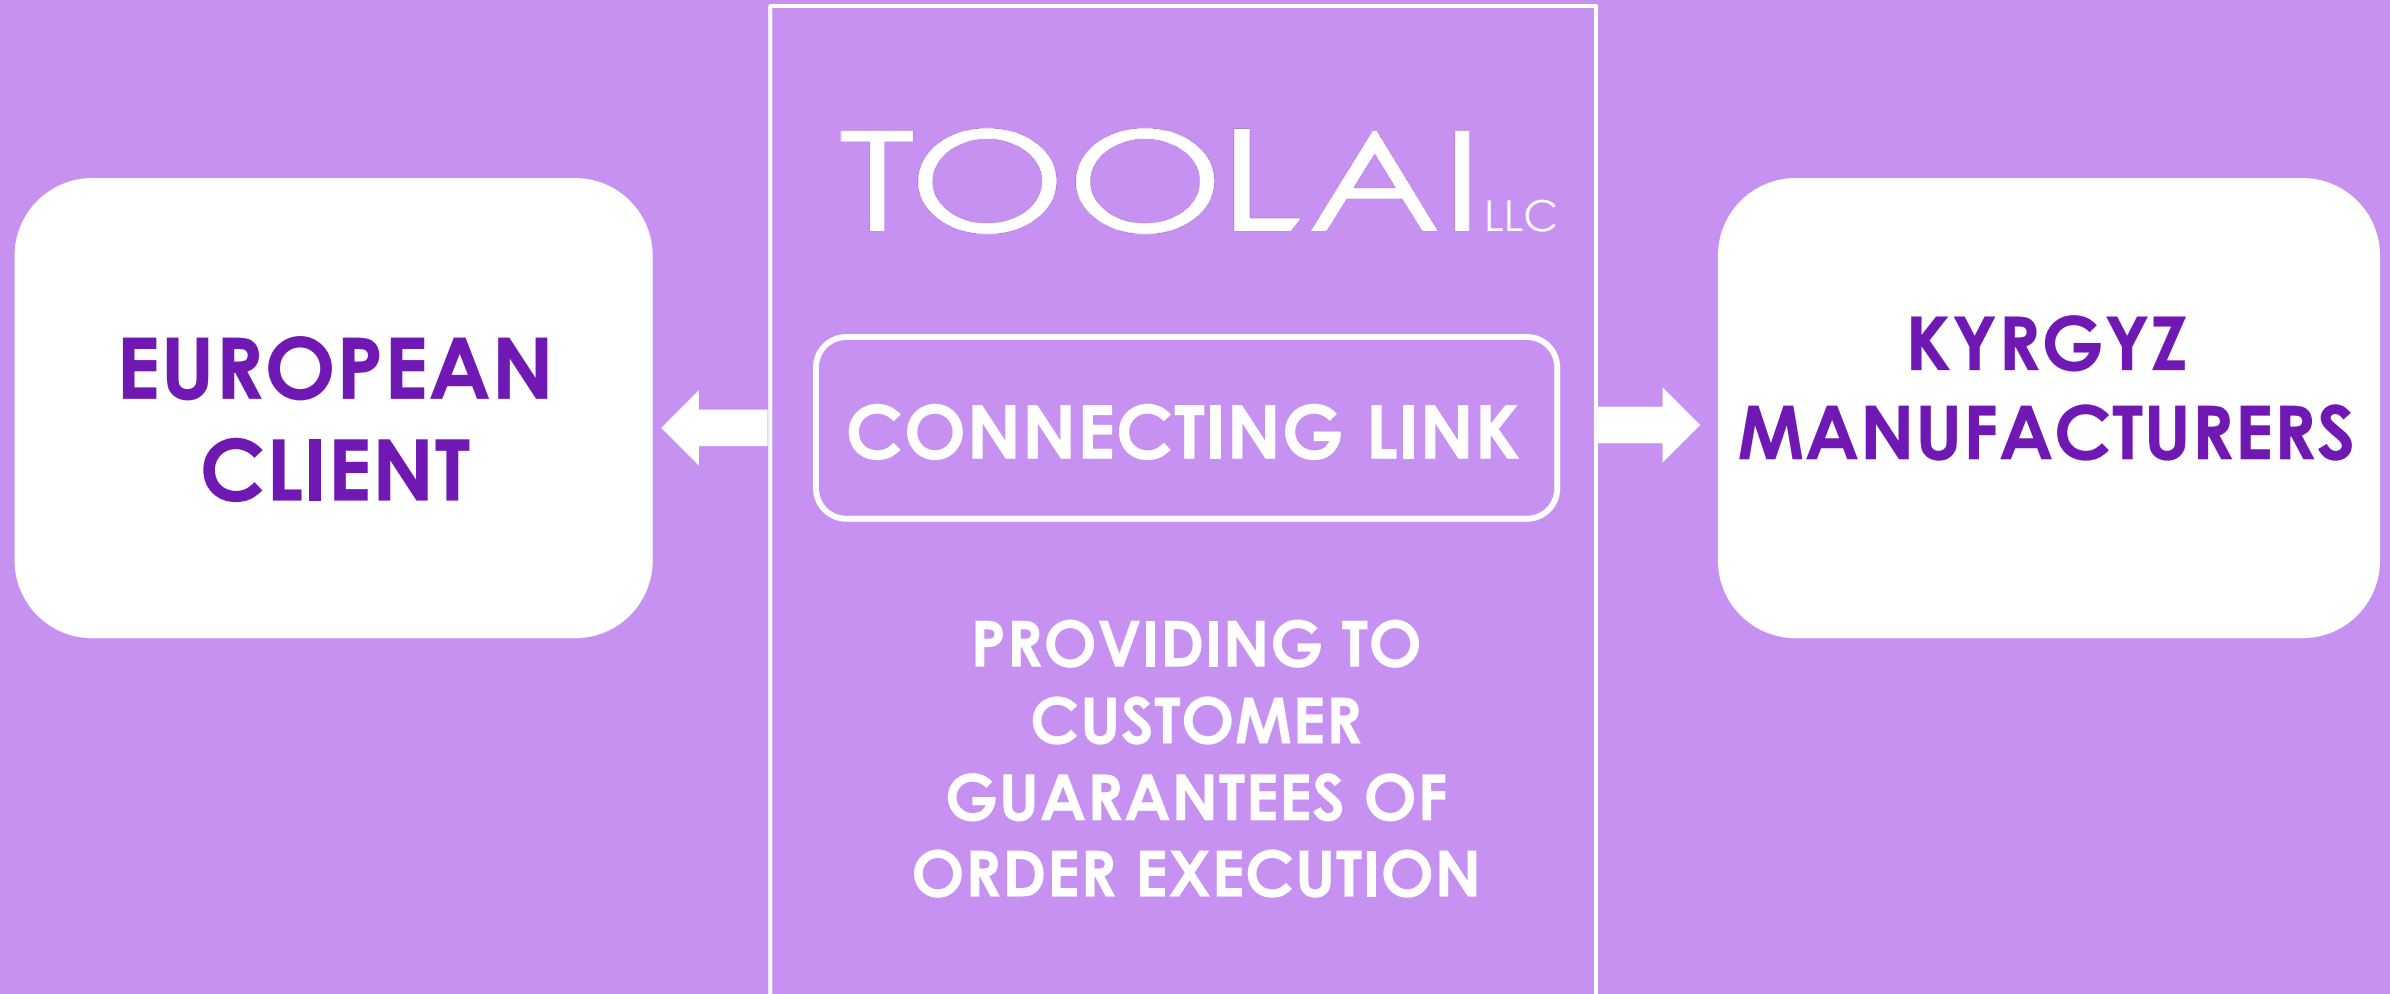 EUROPEAN
CLIENT
TOOLAI LLC
CONNECTING LINK
PROVIDING TO
CUSTOMER
GUARANTEES OF
ORDER EXECUTION
KYRGYZ
MANUFACTURERS